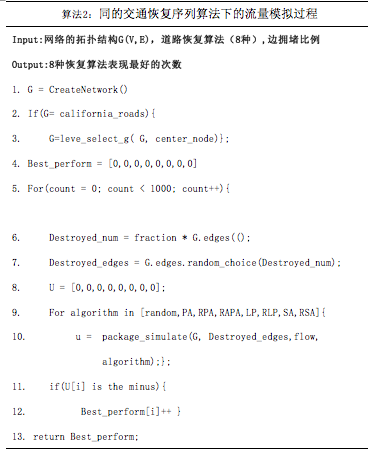 算法2：同的交通恢复序列算法下的流量模拟过程
Input:网络的拓扑结构G(V,E)，道路恢复算法（8种）,边拥堵比例
Output:8种恢复算法表现最好的次数
1. G = CreateNetwork()
2. If(G= california_roads){
3. G=leve_select_g( G, center_node)};
4. Best_perform = [0,0,0,0,0,0,0,0]
5. For(count = 0; count < 1000; count++){
6. Destroyed_num = fraction * G.edges(();
7. Destroyed_edges = G.edges.random_choice(Destroyed_num);
8. U = [0,0,0,0,0,0,0,0];
9. For algorithm in [random,PA,RPA,RAPA,LP,RLP,SA,RSA]{
10. u = package_simulate(G, Destroyed_edges,flow,
algorithm);};
11. if(U[i] is the minus){
12. Best_perform[i]++ }
13. return Best_perform;